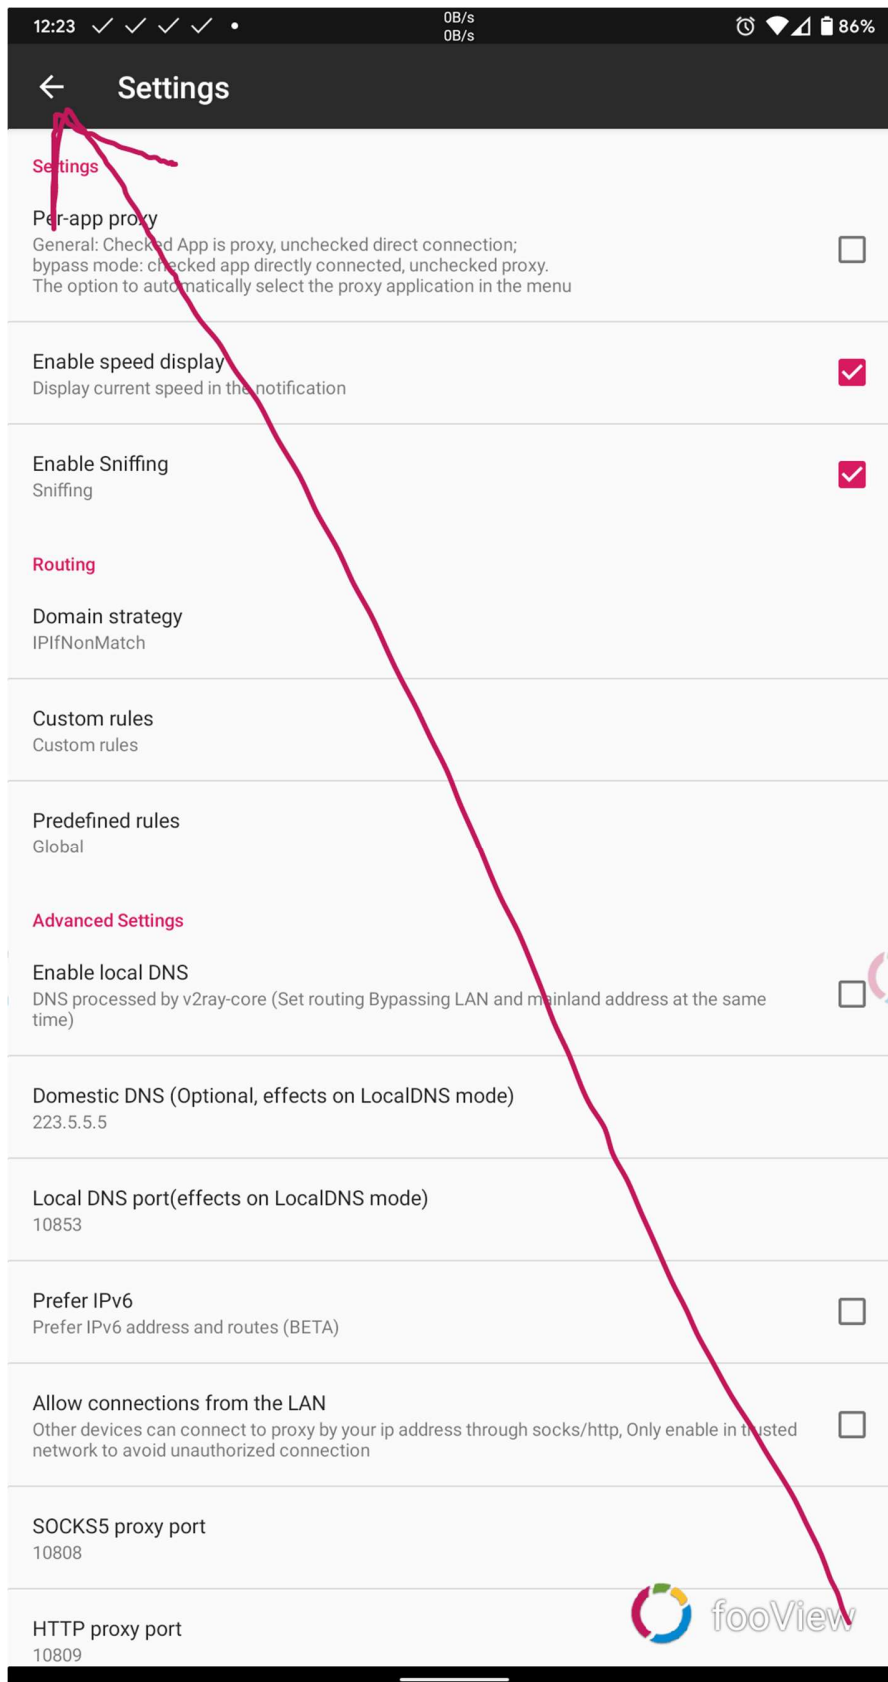 12:23
0B/s
0B/s
86%
Settings
Settings
Per-app proxy
General: Checked App is proxy, unchecked direct connection;
bypass mode: checked app directly connected, unchecked proxy.
The option to automatically select the proxy application in the menu
Enable speed display
Display current speed in the notification
Enable Sniffing
Sniffing
Routing
Domain strategy
IPIfNonMatch
Custom rules
Custom rules
Predefined rules
Global
Advanced Settings
Enable local DNS
DNS processed by v2ray-core (Set routing Bypassing LAN and mainland address at the same
time)
Domestic DNS (Optional, effects on LocalDNS mode)
223.5.5.5
Local DNS port(effects on LocalDNS mode)
10853
Prefer IPv6
Prefer IPv6 address and routes (BETA)
Allow connections from the LAN
Other devices can connect to proxy by your ip address through socks/http, Only enable in trusted
network to avoid unauthorized connection
SOCKS5 proxy port
10808
fooView
HTTP proxy port
10809